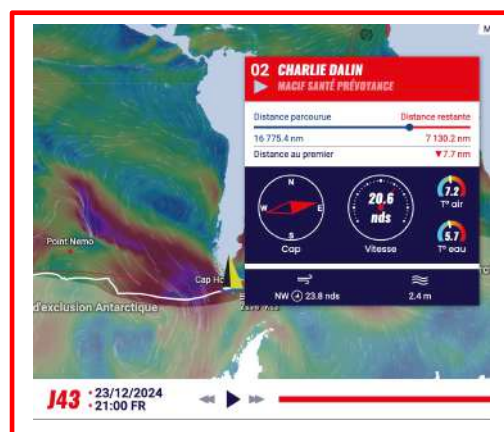 M
02 CHARLIE DALIN
MACIF SANTÉ PRÉVOYANCE
Distance parcourue Distance restante
16 775.4 nm 7 130.2 nm
Distance au premier ▼7.7 nm
N
W E
S
Cap
20.6
nds
Vitesse
7.2
T° air
5.7
T° eau
NW 23.8 nds
2.4 m
Point Nemo
Cap Ho
d'exclusion Antarctique
J43 • 23/12/2024
• 21:00 FR